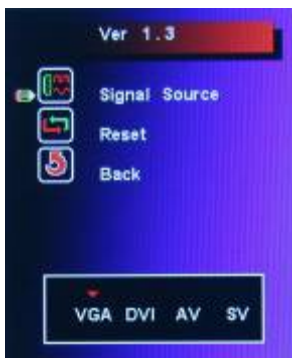 Ver 1.3
Signal Source
Reset
Back
VGA DVI AV SV